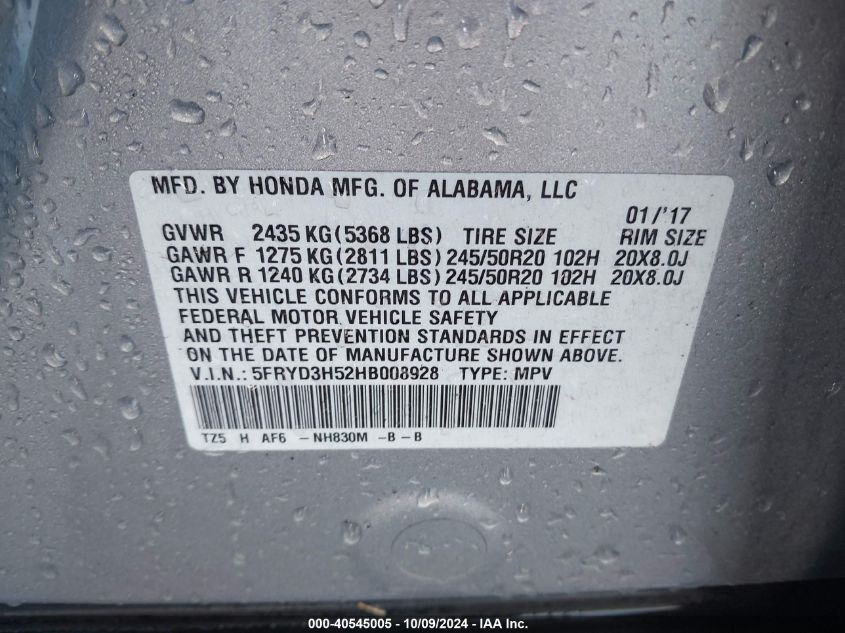 MFD. BY HONDA MFG. OF ALABAMA, LLC
01/'17
GVWR 2435 KG(5368 LBS) TIRE SIZE RIM SIZE
GAWR F 1275 KG(2811 LBS) 245/50R20 102H 20X8.0J
GAWR R 1240 KG(2734 LBS) 245/50R20 102H 20X8.0J
THIS VEHICLE CONFORMS TO ALL APPLICABLE
FEDERAL MOTOR VEHICLE SAFETY
AND THEFT PREVENTION STANDARDS IN EFFECT
ON THE DATE OF MANUFACTURE SHOWN ABOVE.
V.I.N.: 5FRYD3H52HB008928 TYPE: MPV
TZ5 H AF6 -NH830M -B-B
000-40545005 - 10/09/2024 - IAA Inc.